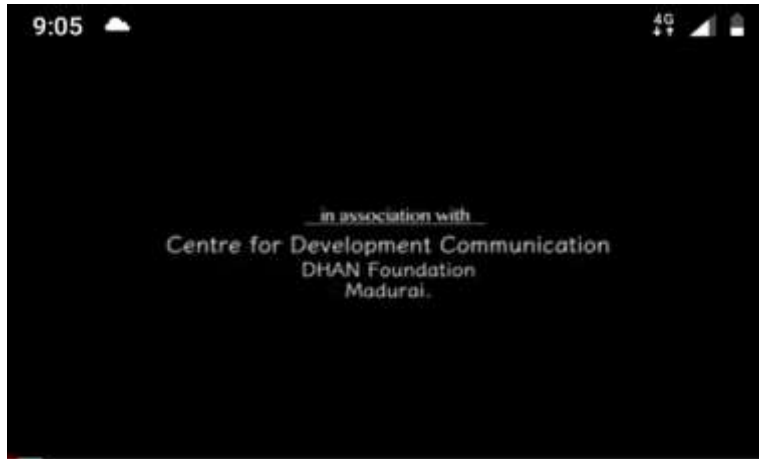 9:05
4G
in association with
Centre for Development Communication
DHAN Foundation
Madurai.